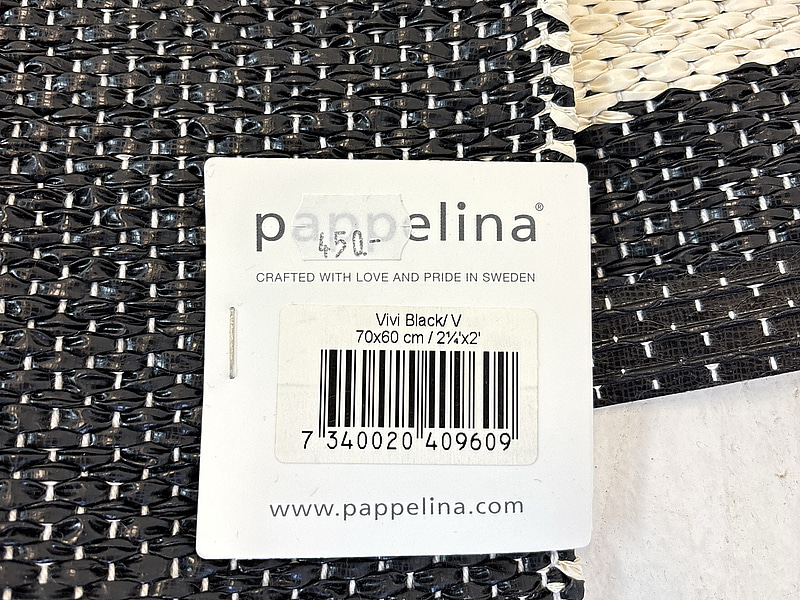 pappelina®
450.-
CRAFTED WITH LOVE AND PRIDE IN SWEDEN
Vivi Black/ V
70x60 cm / 2¼'x2'
7 340020 409609
www.pappelina.com